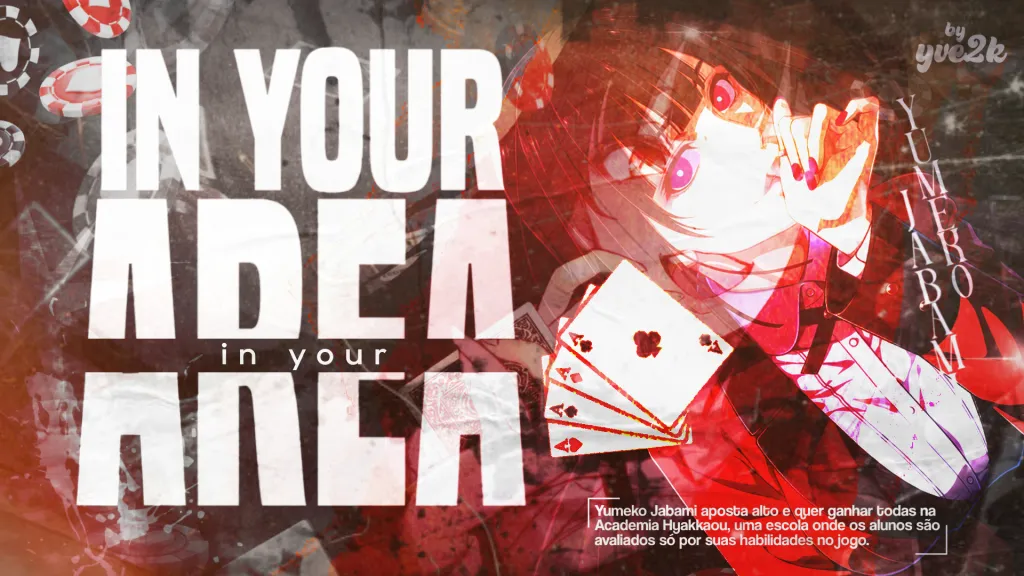 by
yve2k
IN YOUR
AREA
in your
AREA
YUMEKO
JABAMI
Yumeko Jabami aposta alto e quer ganhar todas na
Academia Hyakkaou, uma escola onde os alunos são
avaliados só por suas habilidades no jogo.